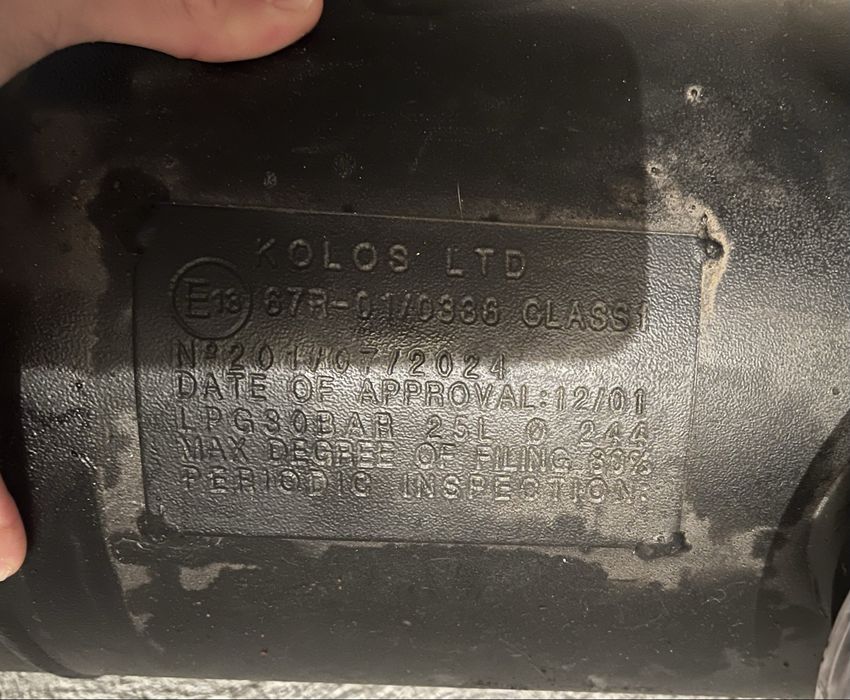 KOLOS LTD
E13 67R-01/0336 CLASS1
Nº201/07/2024
DATE OF APPROVAL:12/01
LPG30BAR 25L Ø 244
MAX DEGREE OF FILING 83%
PERIODIC INSPECTION: